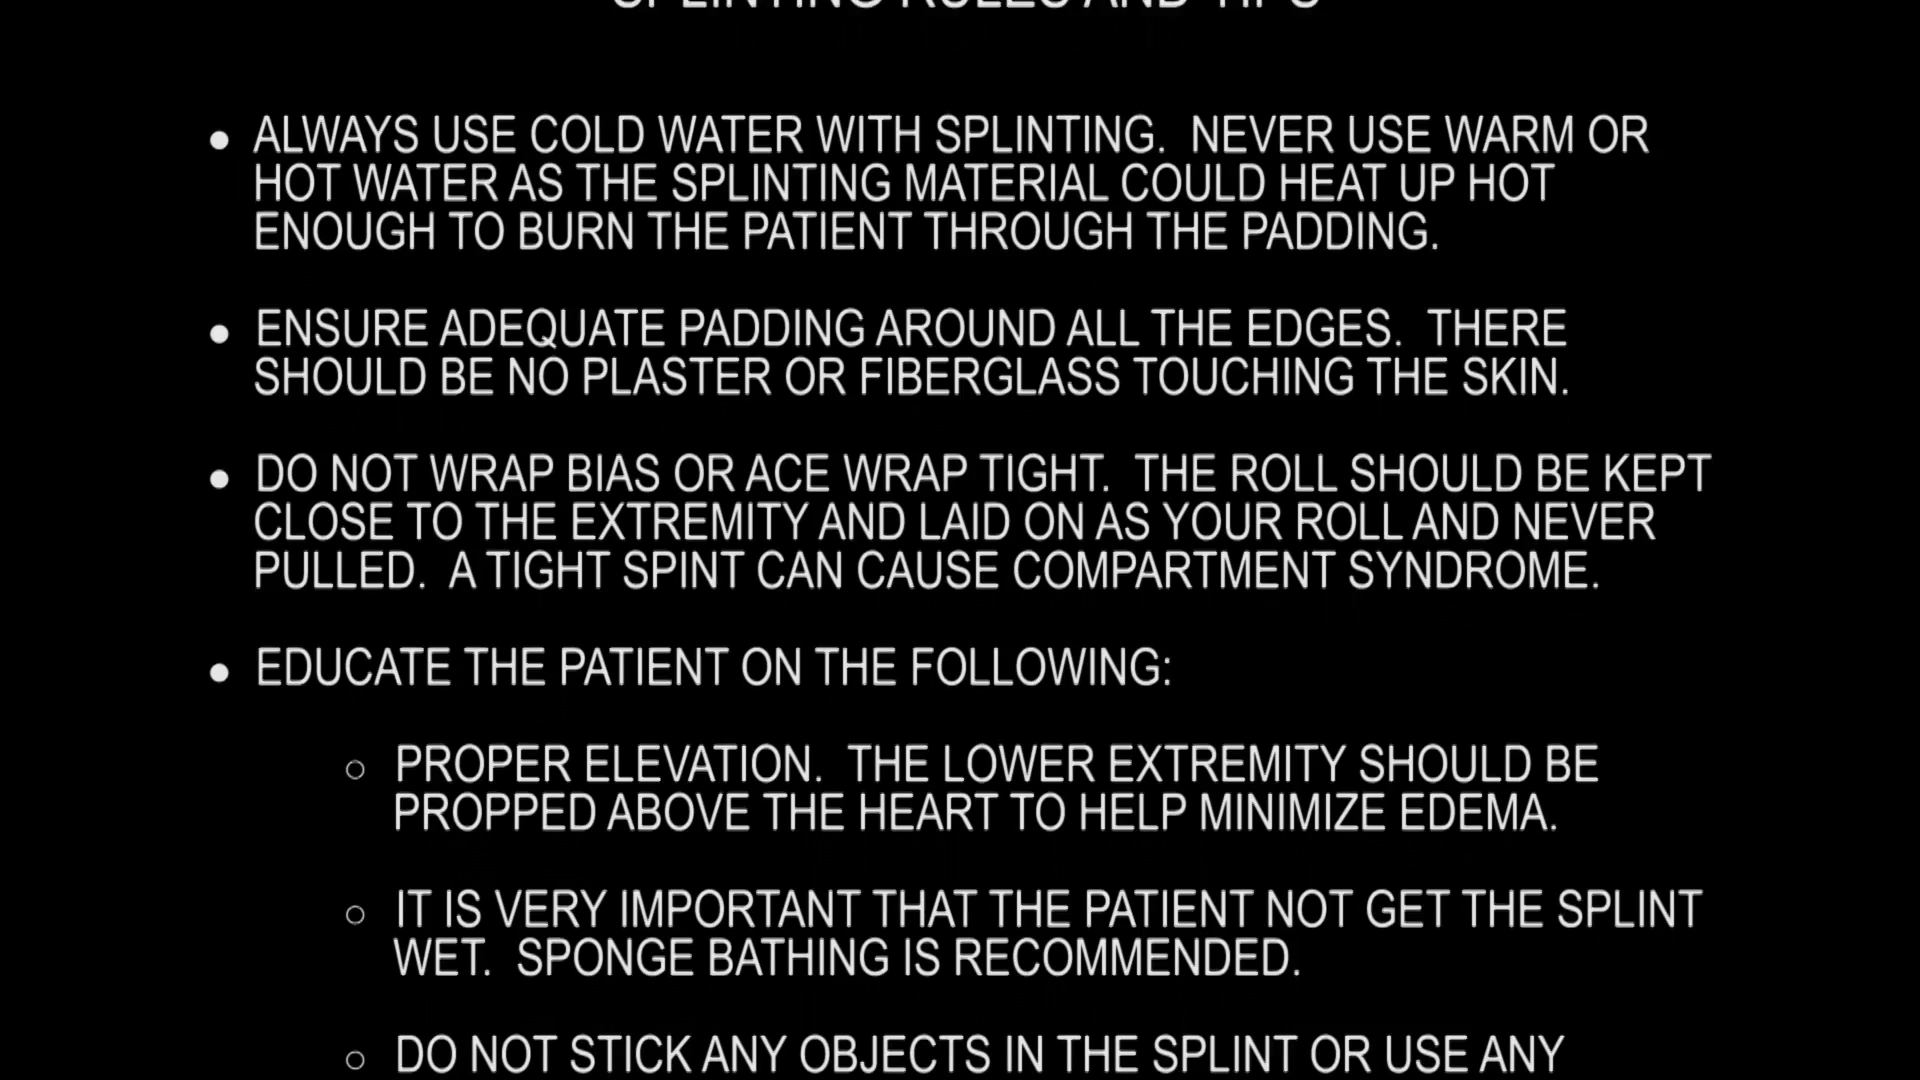 SPLINTING RULES AND TIPS
• ALWAYS USE COLD WATER WITH SPLINTING. NEVER USE WARM OR
HOT WATER AS THE SPLINTING MATERIAL COULD HEAT UP HOT
ENOUGH TO BURN THE PATIENT THROUGH THE PADDING.
• ENSURE ADEQUATE PADDING AROUND ALL THE EDGES. THERE
SHOULD BE NO PLASTER OR FIBERGLASS TOUCHING THE SKIN.
• DO NOT WRAP BIAS OR ACE WRAP TIGHT. THE ROLL SHOULD BE KEPT
CLOSE TO THE EXTREMITY AND LAID ON AS YOUR ROLL AND NEVER
PULLED. A TIGHT SPINT CAN CAUSE COMPARTMENT SYNDROME.
• EDUCATE THE PATIENT ON THE FOLLOWING:
○ PROPER ELEVATION. THE LOWER EXTREMITY SHOULD BE
PROPPED ABOVE THE HEART TO HELP MINIMIZE EDEMA.
○ IT IS VERY IMPORTANT THAT THE PATIENT NOT GET THE SPLINT
WET. SPONGE BATHING IS RECOMMENDED.
○ DO NOT STICK ANY OBJECTS IN THE SPLINT OR USE ANY